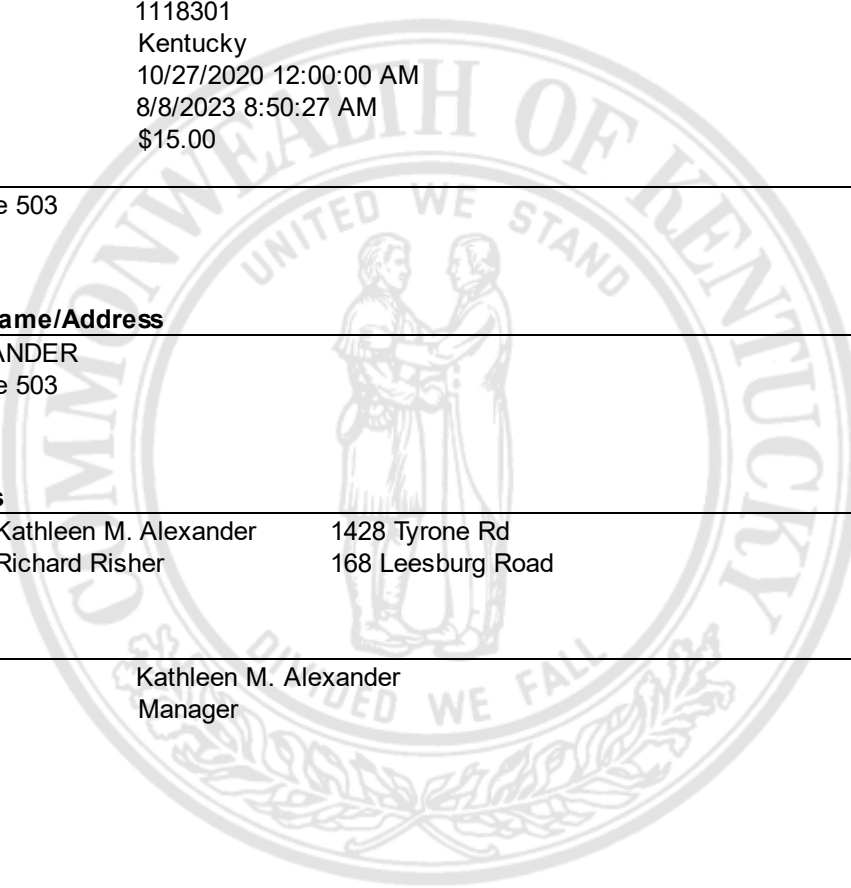 1118301
Kentucky
10/27/2020 12:00:00 AM
8/8/2023 8:50:27 AM
$15.00
e 503
ame/Address
ANDER
e 503
s
Kathleen M. Alexander 1428 Tyrone Rd
Richard Risher 168 Leesburg Road
Kathleen M. Alexander
Manager
COMMONWEALTH OF KENTUCKY
UNITED WE STAND
DIVIDED WE FALL